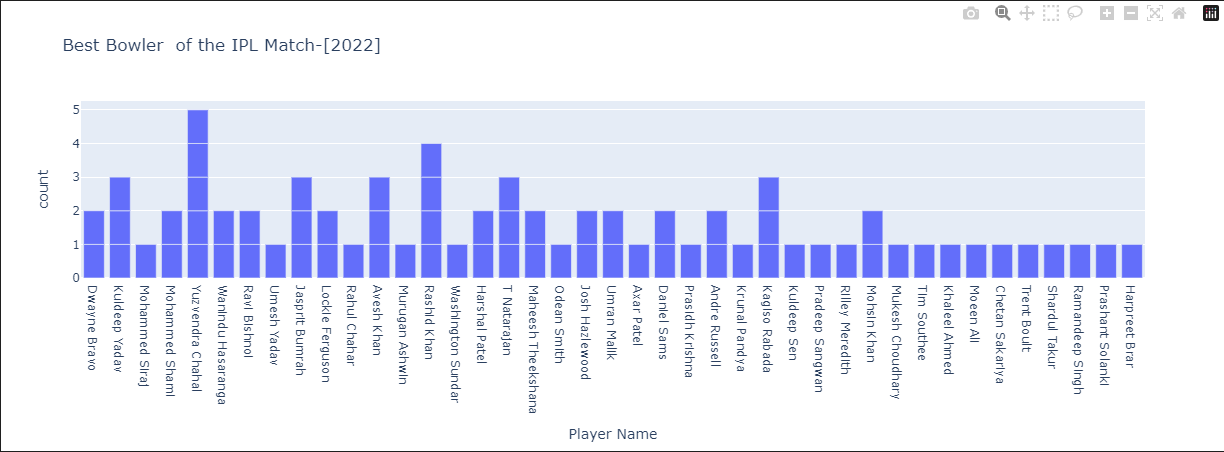 Best Bowler  of the IPL Match-[2022]
5
4
3
2
1
0
count
Dwayne Bravo
Kuldeep Yadav
Mohammed Siraj
Mohammed Shami
Yuzvendra Chahal
Wanindu Hasaranga
Ravi Bishnol
Umesh Yadav
Jasprit Bumrah
Lockie Ferguson
Rahul Chahar
Avesh Khan
Murugan Ashwin
Rashid Khan
Washington Sundar
Harshal Patel
T Natarajan
Maheesh Theekshana
Odean Smith
Josh Hazlewood
Umran Malik
Axar Patel
Daniel Sams
Prasidh Krishna
Andre Russell
Krunal Pandya
Kagiso Rabada
Kuldeep Sen
Pradeep Sangwan
Rilley Meredith
Mohsin Khan
Mukesh Choudhary
Tim Southee
Khaleel Ahmed
Moeen Ali
Chetan Sakariya
Trent Boult
Shardul Takur
Ramandeep Singh
Prashant Solanki
Harpreet Brar
Player Name